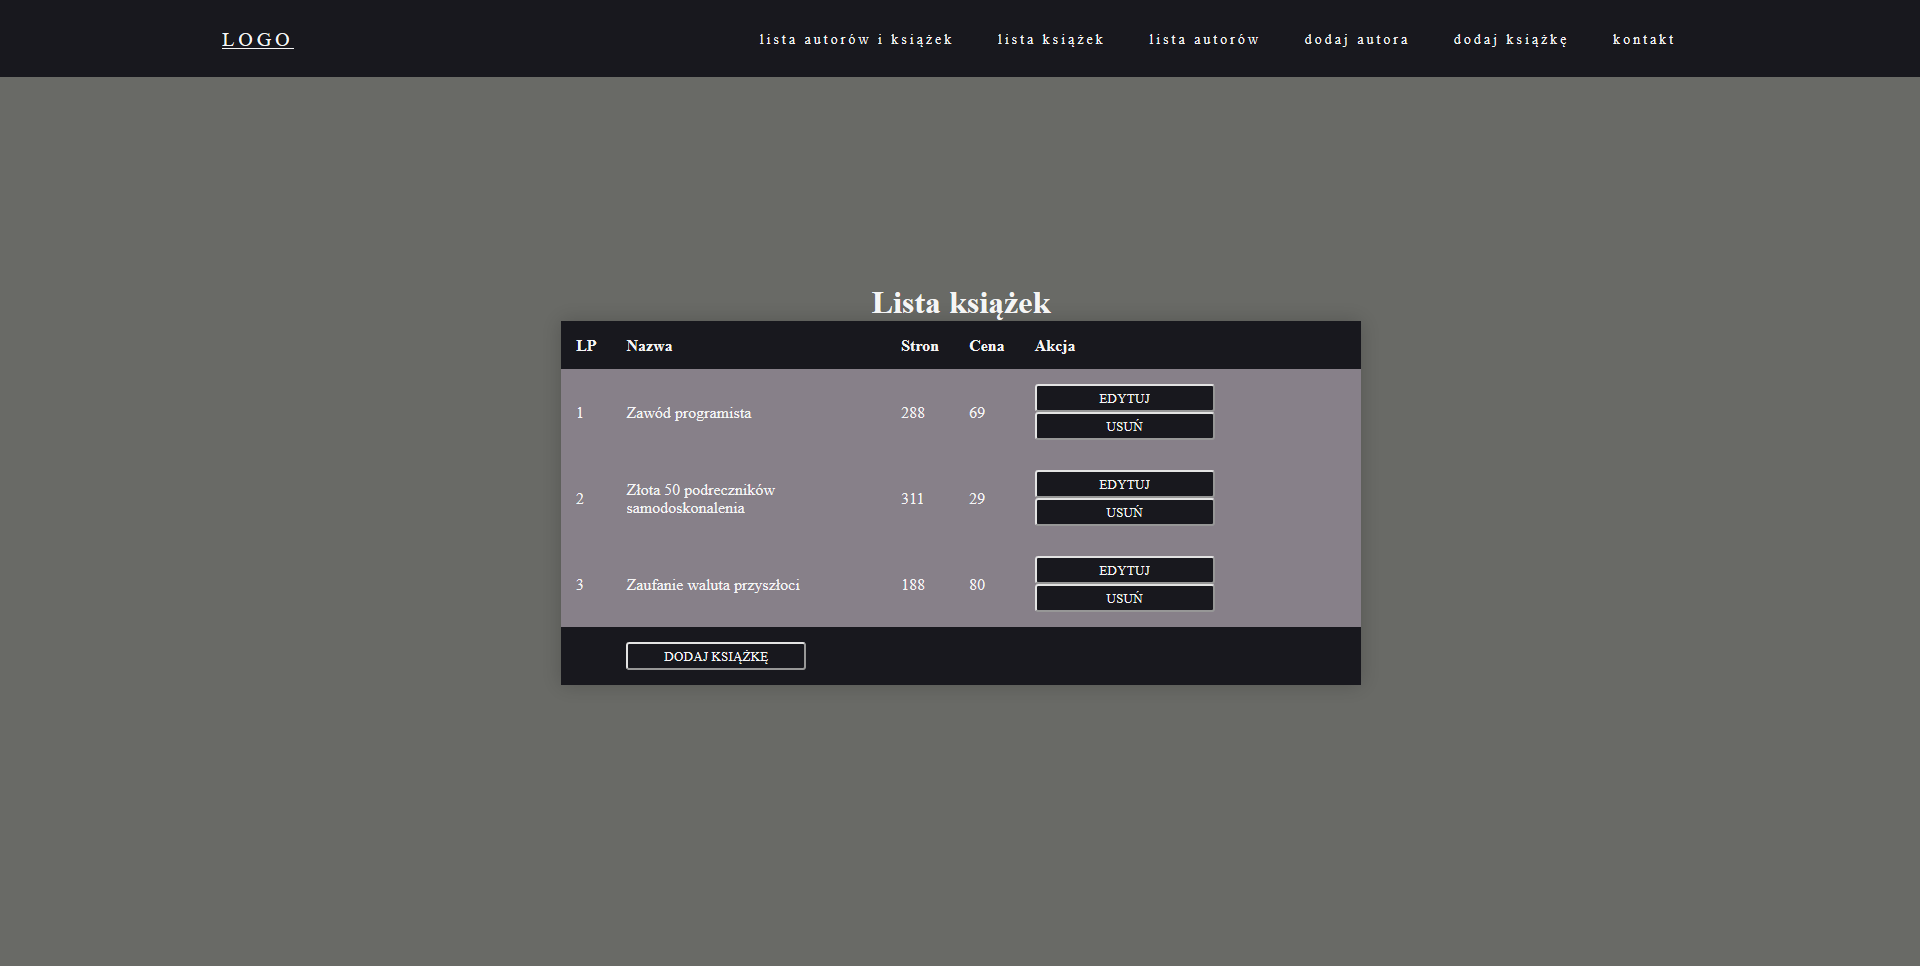 LOGO lista autorów i książek lista książek lista autorów dodaj autora dodaj książkę kontakt
Lista książek
LP Nazwa Stron Cena Akcja
1 Zawód programista 288 69 EDYTUJ
USUŃ
2 Złota 50 podreczników
samodoskonalenia 311 29 EDYTUJ
USUŃ
3 Zaufanie waluta przyszłoci 188 80 EDYTUJ
USUŃ
DODAJ KSIĄŻKĘ